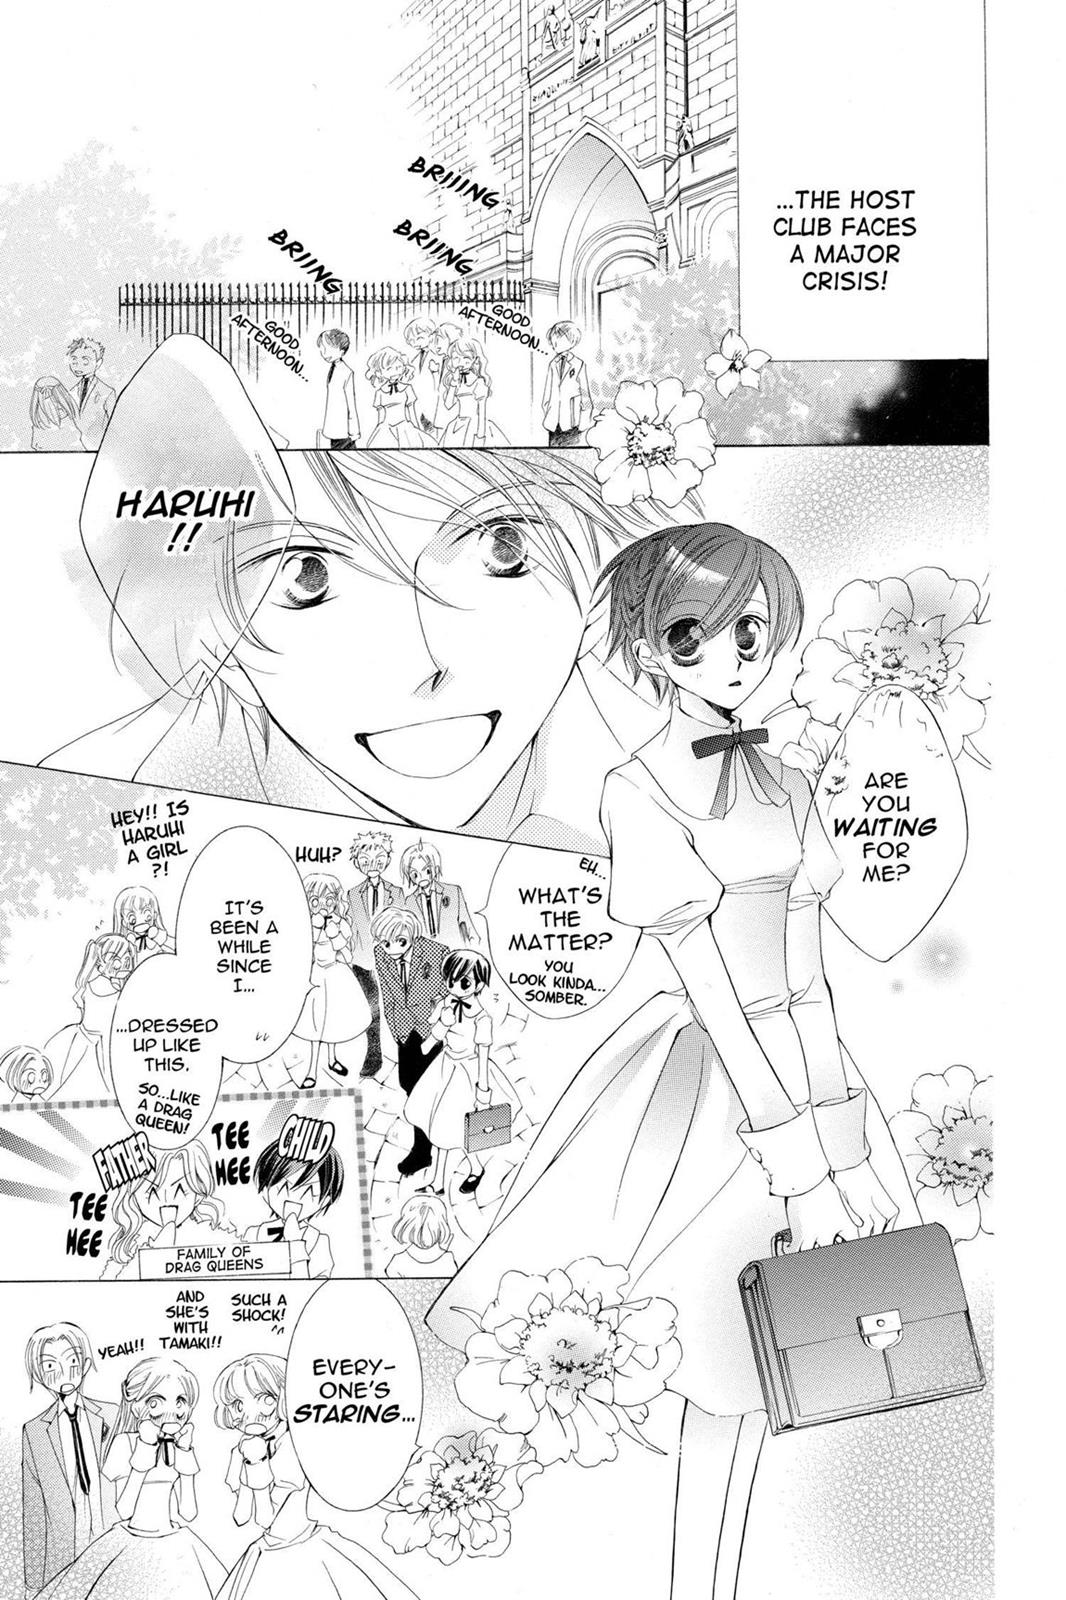 ...THE HOST
CLUB FACES
A MAJOR
CRISIS!
BRIIING
BRIING
BRIING
GOOD
AFTERNOON...
GOOD
AFTERNOON...
HARUHI
!!
ARE
YOU
WAITING
FOR
ME?
EH...
WHAT'S
THE
MATTER?
YOU
LOOK KINDA...
SOMBER.
HUH?
HEY!! IS
HARUHI
A GIRL
?!
IT'S
BEEN A
WHILE
SINCE
I...
...DRESSED
UP LIKE
THIS.
SO...LIKE
A DRAG
QUEEN!
CHILD
TEE
HEE
FATHER
TEE
HEE
FAMILY OF
DRAG QUEENS
EVERY-
ONE'S
STARING...
SUCH A
SHOCK!
AND
SHE'S
WITH
TAMAKI!!
YEAH!!